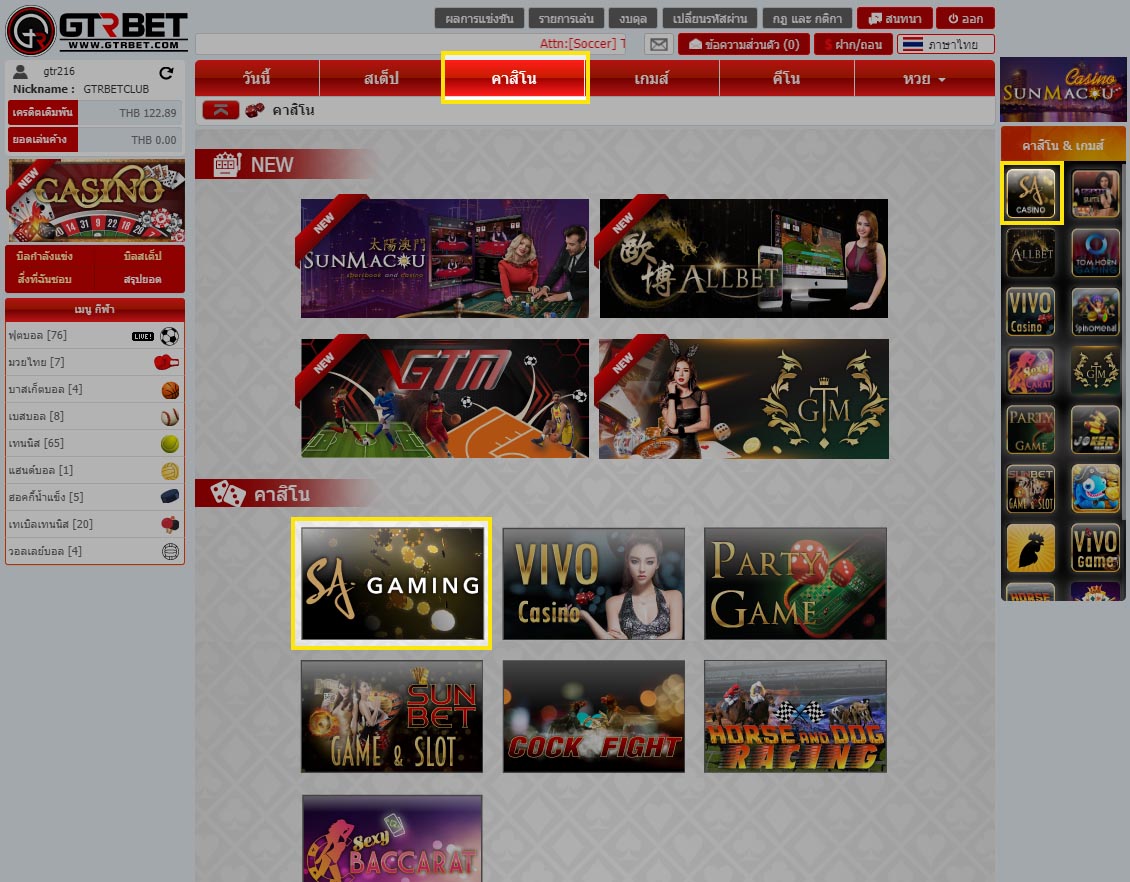 GTRBET
WWW.GTRBET.COM
ผลการแข่งขัน
รายการเล่น
งบดุล
เปลี่ยนรหัสผ่าน
กฎ และ กติกา
สนทนา
ออก
Attn:[Soccer] T
ข้อความส่วนตัว (0)
$ ฝาก/ถอน
ภาษาไทย
gtr216
Nickname : GTRBETCLUB
เครดิตเดิมพัน THB 122.89
ยอดเล่นค้าง THB 0.00
วันนี้
สเต็ป
คาสิโน
เกมส์
คีโน
หวย
คาสิโน
NEW
CASINO
บิลกำลังแข่ง
บิลสเต็ป
สิ่งที่ฉันชอบ
สรุปยอด
เมนู กีฬา
ฟุตบอล [76] LIVE!
มวยไทย [7]
บาสเก็ตบอล [4]
เบสบอล [8]
เทนนิส [65]
แฮนด์บอล [1]
ฮอคกี้น้ำแข็ง [5]
เทเบิลเทนนิส [20]
วอลเลย์บอล [4]
NEW
NEW
太陽澳門
SUNMACAU
sportsbook and casino
NEW
歐博 ALLBET
NEW
GTM
NEW
GTM
คาสิโน
SA GAMING
VIVO
Casino
PARTY
GAME
SUN
BET
GAME & SLOT
COCK FIGHT
HORSE AND DOG
RACING
Sexy
BACCARAT
Casino
SUNMACAU
คาสิโน & เกมส์
SA
CASINO
ALLBET
TOM HORN
GAMING
VIVO
Casino
Spinomenal
Sexy
CARAT
GTM
PARTY
GAME
JOKER
SUNBET
GAME & SLOT
VIVO
Game
HORSE